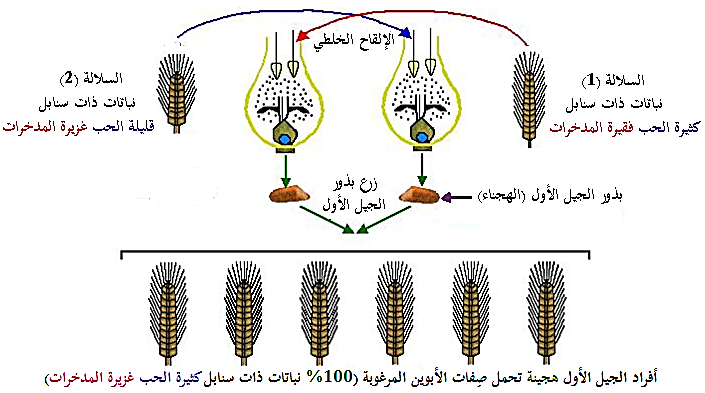 الإلقاح الخلطي
السلالة (1)
نباتات ذات سنابل
كثيرة الحب فقيرة المدخرات
السلالة (2)
نباتات ذات سنابل
قليلة الحب غزيرة المدخرات
بذور الجيل الأول (الهجناء)
زرع بذور
الجيل الأول
أفراد الجيل الأول هجينة تحمل صِفات الأبوين المرغوبة (100% نباتات ذات سنابل كثيرة الحب غزيرة المدخرات)